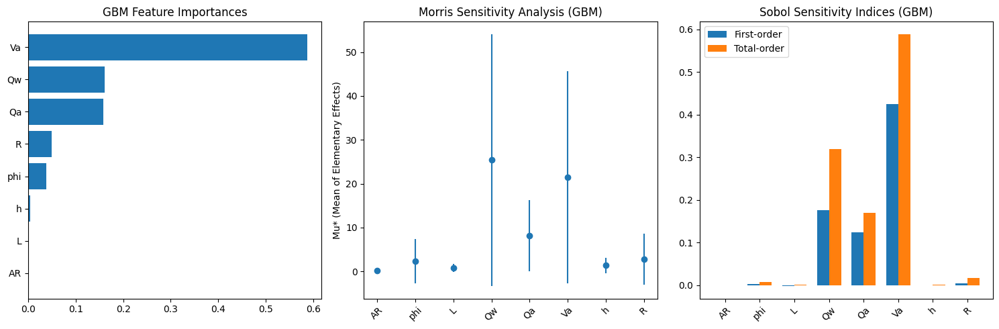 GBM Feature Importances
Va
Qw
Qa
R
phi
h
L
AR
0.0 0.1 0.2 0.3 0.4 0.5 0.6
Morris Sensitivity Analysis (GBM)
Mu* (Mean of Elementary Effects)
50
40
30
20
10
0
AR phi L Qw Qa Va h R
Sobol Sensitivity Indices (GBM)
First-order
Total-order
0.6
0.5
0.4
0.3
0.2
0.1
0.0
AR phi L Qw Qa Va h R